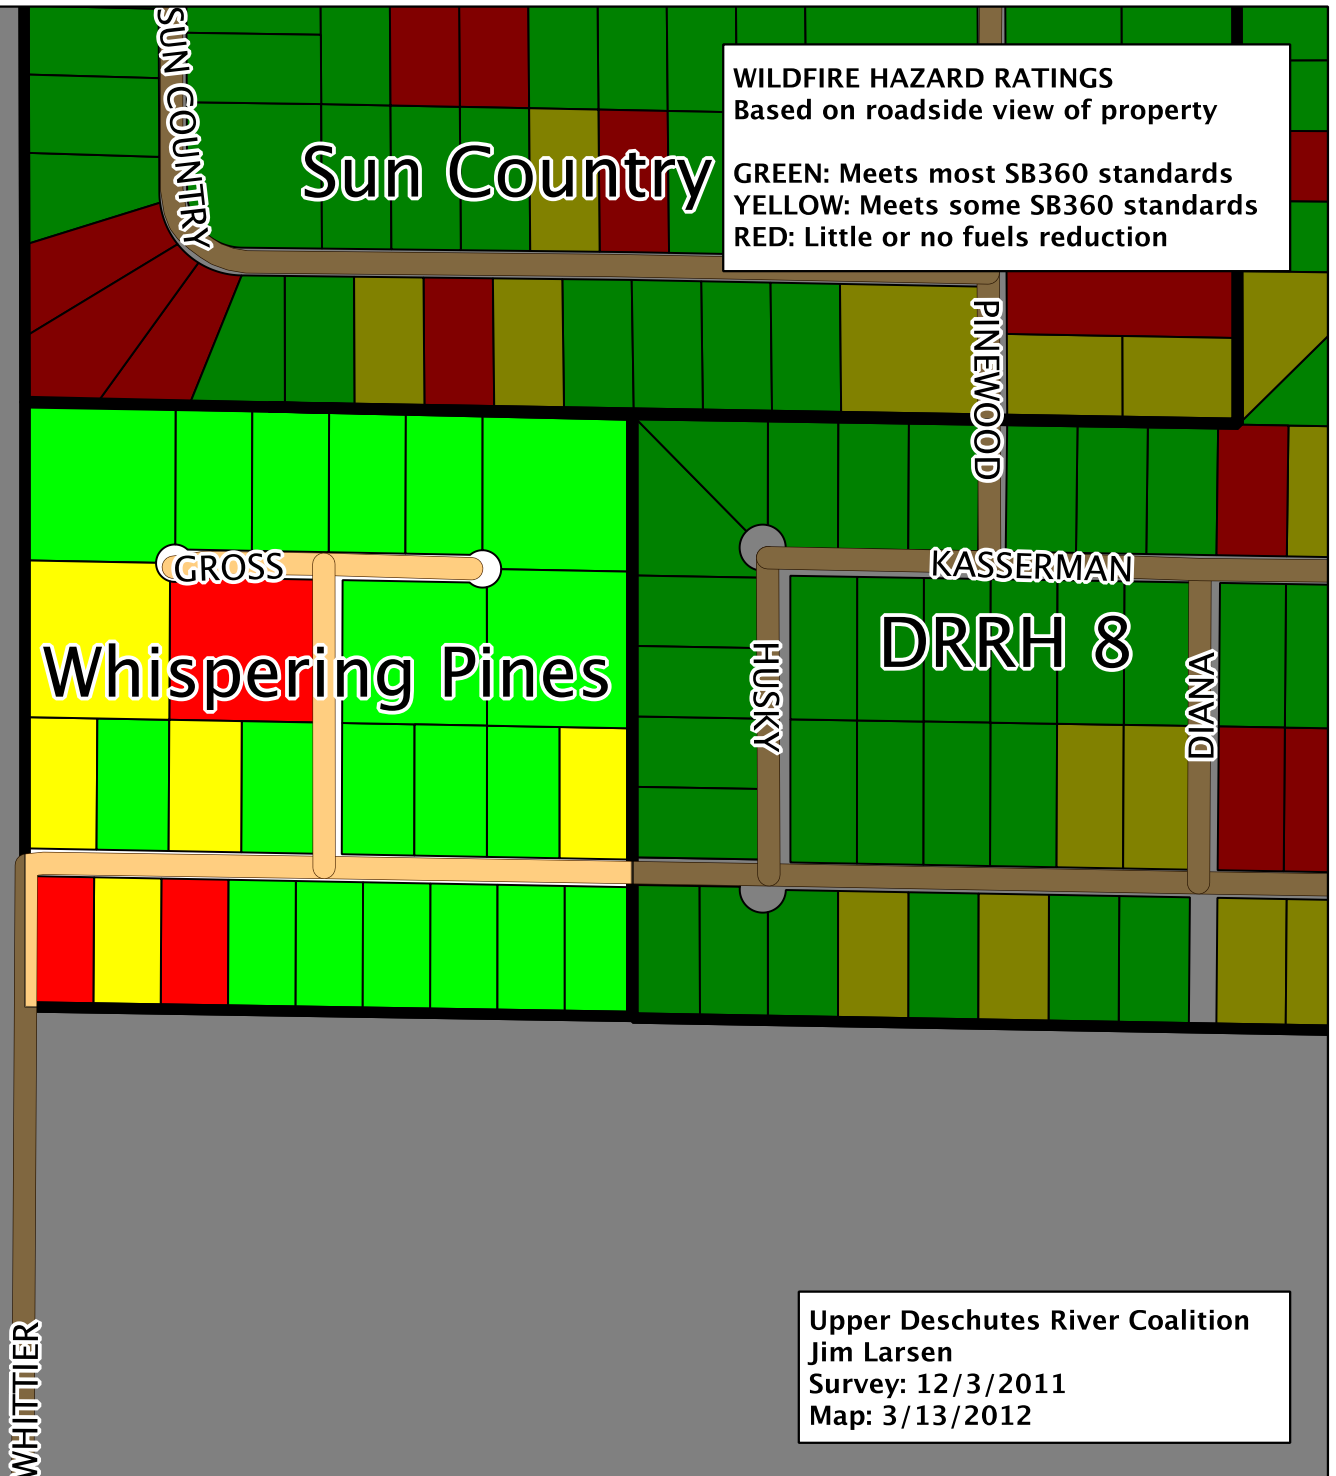 SUN COUNTRY
WILDFIRE HAZARD RATINGS
Based on roadside view of property
GREEN: Meets most SB360 standards
YELLOW: Meets some SB360 standards
RED: Little or no fuels reduction
Sun Country
PINEWOOD
GROSS
KASSERMAN
Whispering Pines
DRRH 8
HUSKY
DIANA
Upper Deschutes River Coalition
Jim Larsen
Survey: 12/3/2011
Map: 3/13/2012
WHITTIER